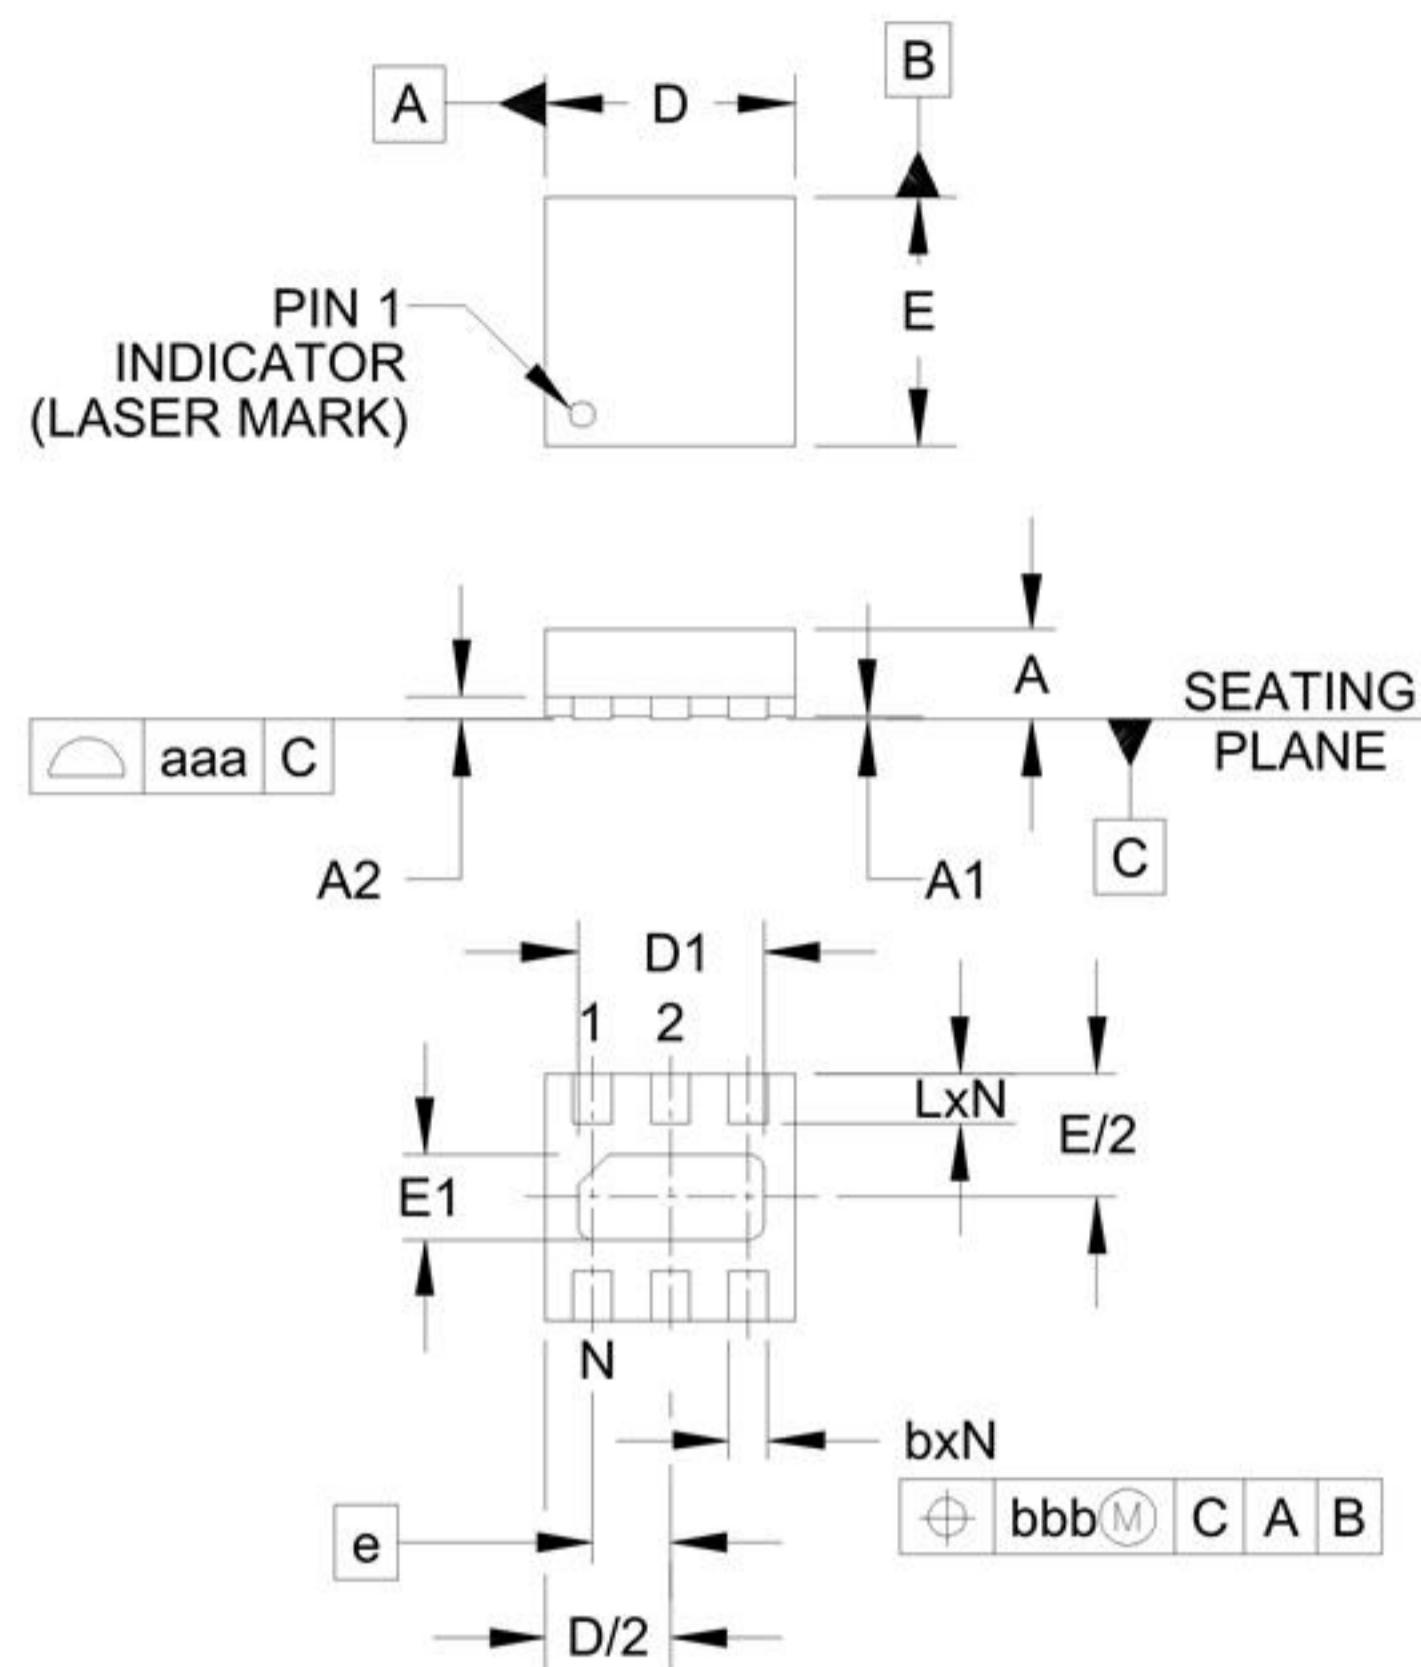 A
D
B
E
PIN 1
INDICATOR
(LASER MARK)
A
SEATING
PLANE
aaa C
C
A2
A1
D1
1 2
LxN
E/2
E1
N
bxN
bbb Ⓜ C A B
e
D/2